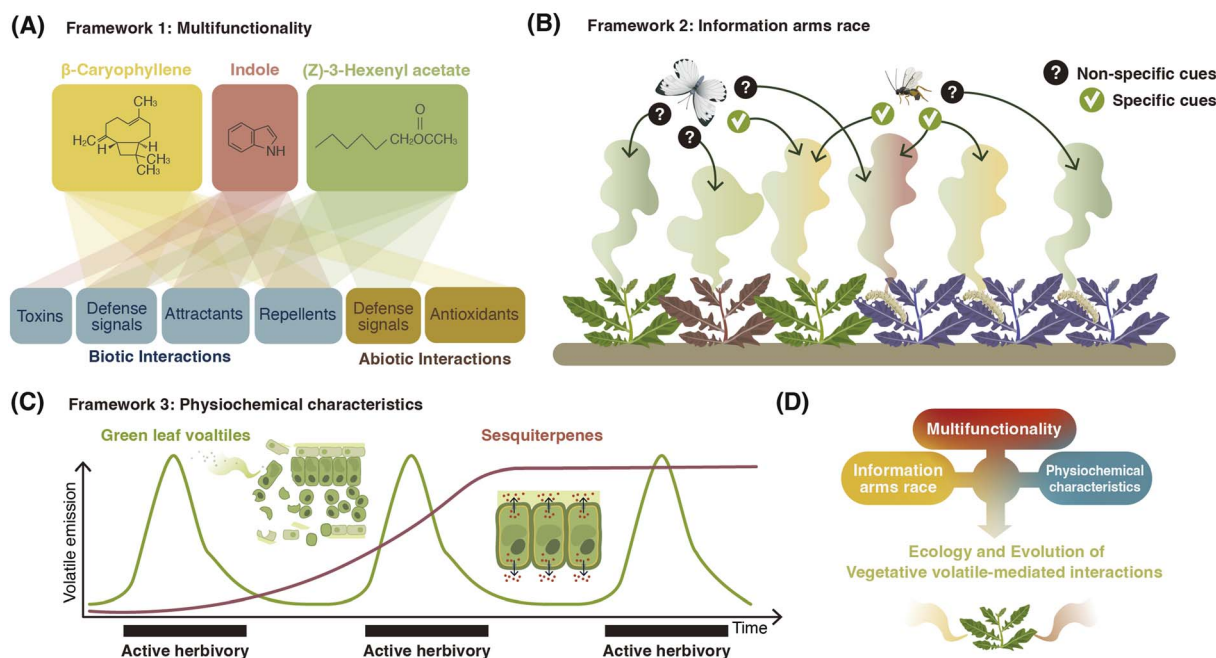 (A) Framework 1: Multifunctionality
β-Caryophyllene Indole (Z)-3-Hexenyl acetate
CH₃
H₂C
H H
CH₃
CH₃
NH
O
CH₂OCCH₃
Toxins
Defense
signals
Attractants
Repellents
Defense
signals
Antioxidants
Biotic Interactions
Abiotic Interactions
(B) Framework 2: Information arms race
? Non-specific cues
Specific cues
?
?
?
?
(C) Framework 3: Physiochemical characteristics
Green leaf voaltiles
Sesquiterpenes
Volatile emission
Time
Active herbivory Active herbivory Active herbivory
(D)
Multifunctionality
Information
arms race
Physiochemical
characteristics
Ecology and Evolution of
Vegetative volatile-mediated interactions